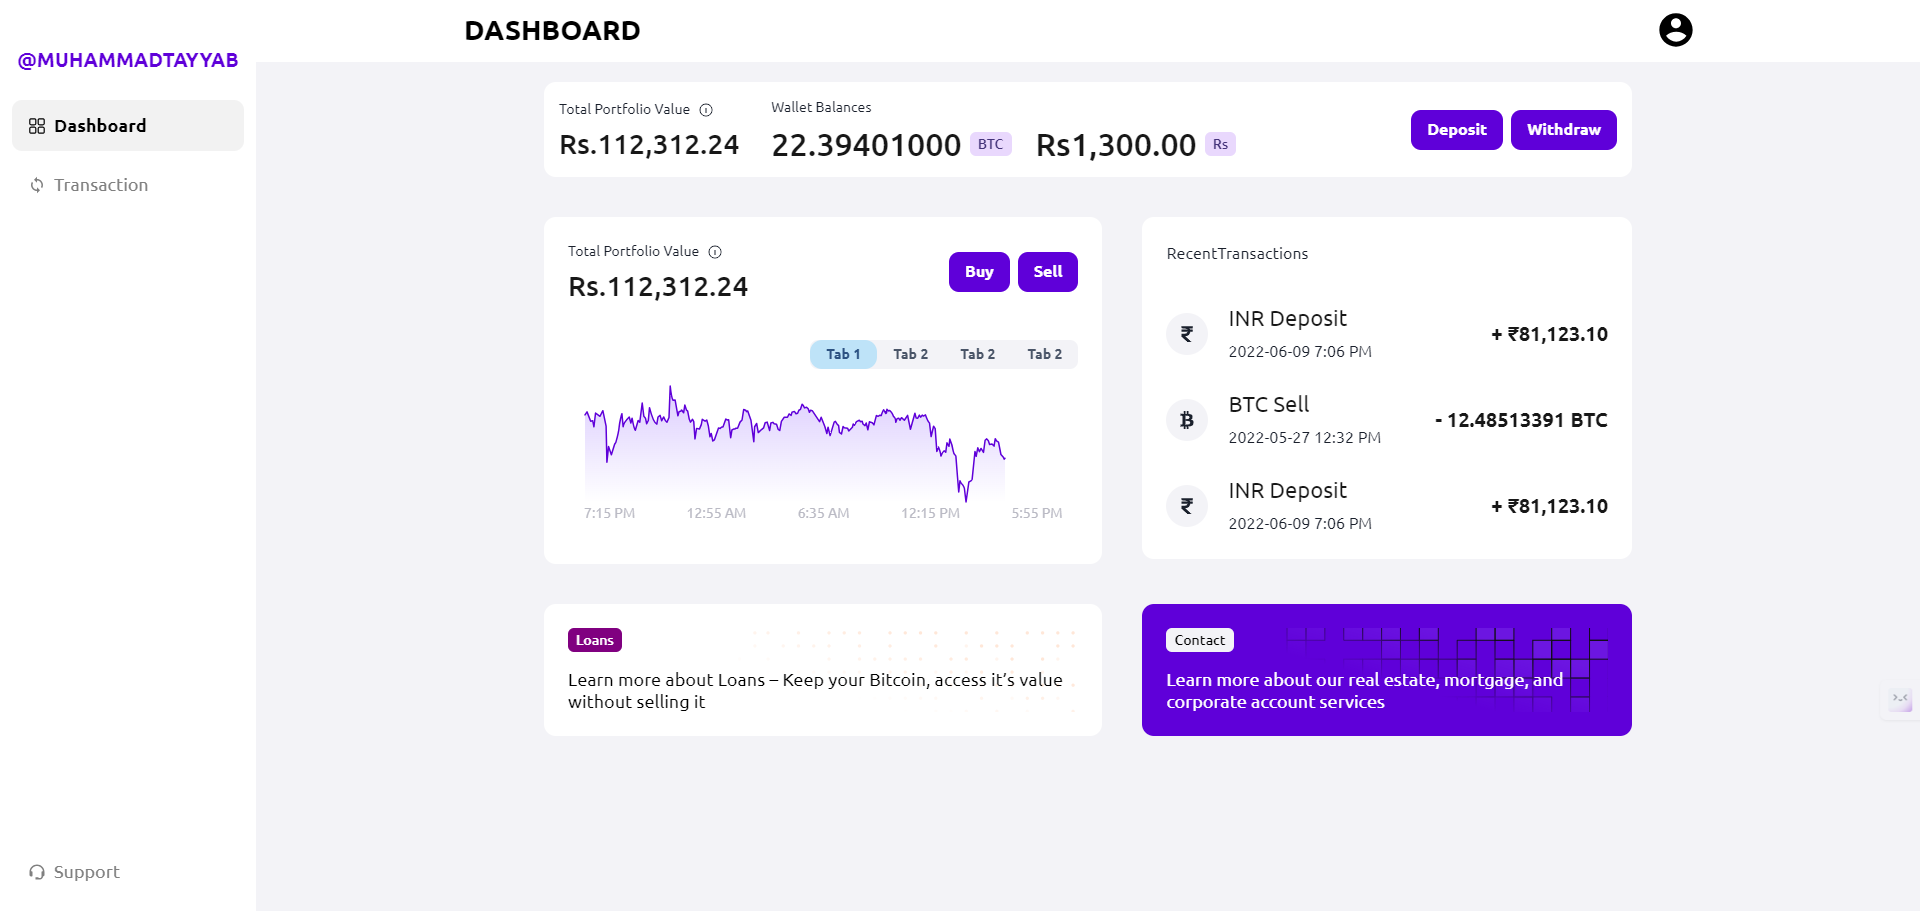 @MUHAMMADTAYYAB
Dashboard
Transaction
Support
DASHBOARD
Total Portfolio Value
Rs.112,312.24
Wallet Balances
22.39401000 BTC
Rs1,300.00 Rs
Deposit
Withdraw
Total Portfolio Value
Rs.112,312.24
Buy
Sell
Tab 1
Tab 2
Tab 2
Tab 2
7:15 PM
12:55 AM
6:35 AM
12:15 PM
5:55 PM
RecentTransactions
INR Deposit
2022-06-09 7:06 PM
+ ₹81,123.10
BTC Sell
2022-05-27 12:32 PM
- 12.48513391 BTC
INR Deposit
2022-06-09 7:06 PM
+ ₹81,123.10
Loans
Learn more about Loans – Keep your Bitcoin, access it’s value
without selling it
Contact
Learn more about our real estate, mortgage, and
corporate account services